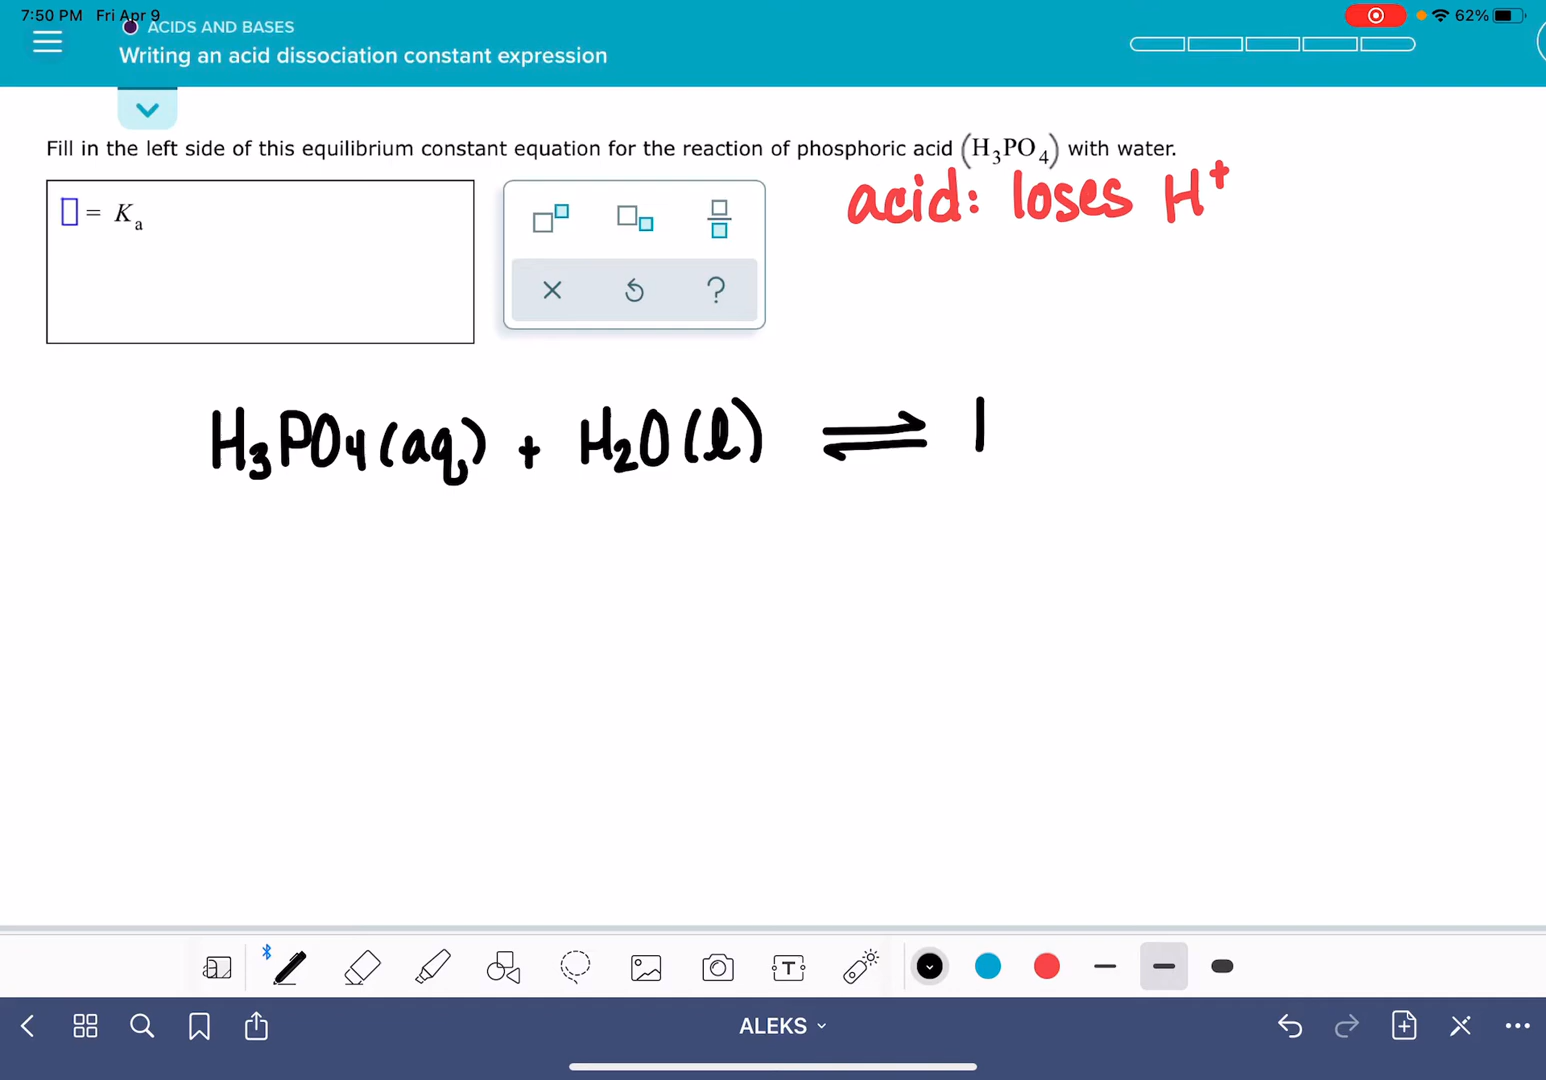 7:50 PM Fri Apr 9
62%
ACIDS AND BASES
Writing an acid dissociation constant expression
Fill in the left side of this equilibrium constant equation for the reaction of phosphoric acid (H₃PO₄) with water.
acid: loses H⁺
= Kₐ
?
H₃PO₄(aq) + H₂O(l) ⇌ |
a
T
ALEKS